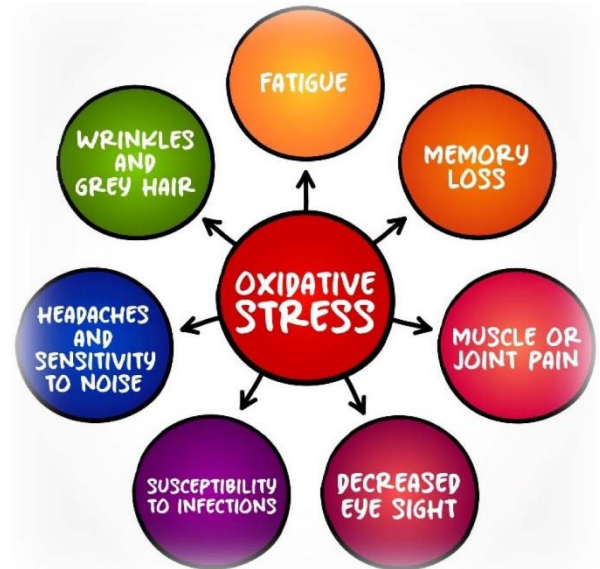 OXIDATIVE
STRESS
FATIGUE
MEMORY
LOSS
MUSCLE OR
JOINT PAIN
DECREASED
EYE SIGHT
SUSCEPTIBILITY
TO INFECTIONS
HEADACHES
AND
SENSITIVITY
TO NOISE
WRINKLES
AND
GREY HAIR